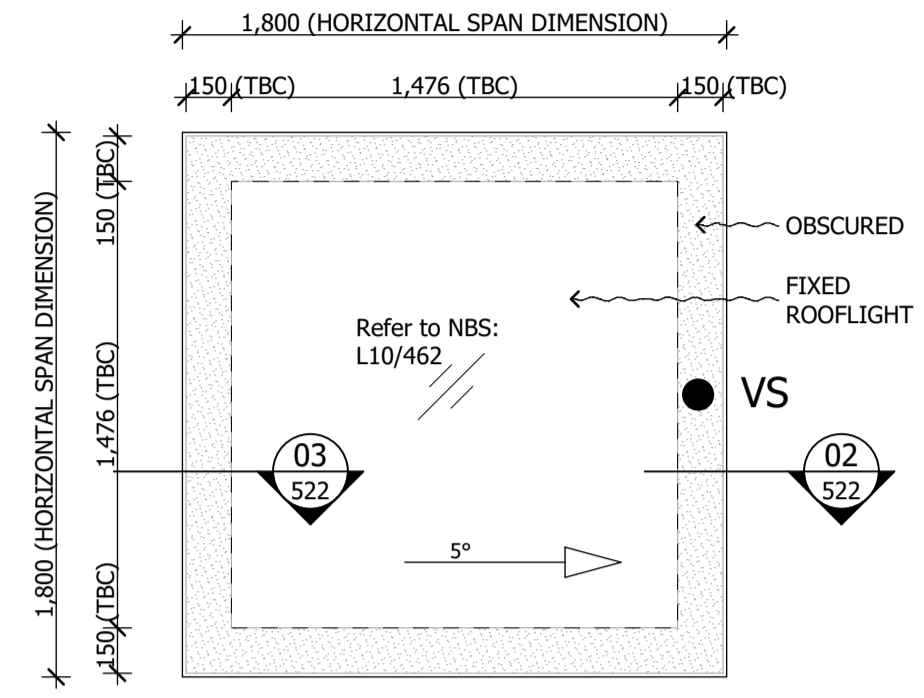 1,800 (HORIZONTAL SPAN DIMENSION)
150 (TBC)
1,476 (TBC)
150 (TBC)
1,800 (HORIZONTAL SPAN DIMENSION)
150 (TBC)
1,476 (TBC)
150 (TBC)
OBSCURED
FIXED
ROOFLIGHT
Refer to NBS:
L10/462
VS
03
522
02
522
5°